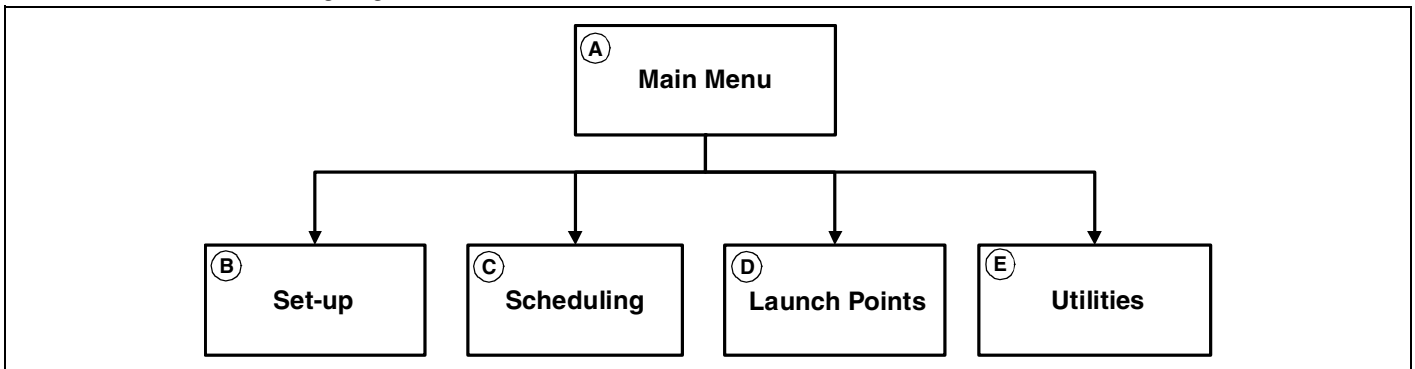 A
Main Menu
B
Set-up
C
Scheduling
D
Launch Points
E
Utilities